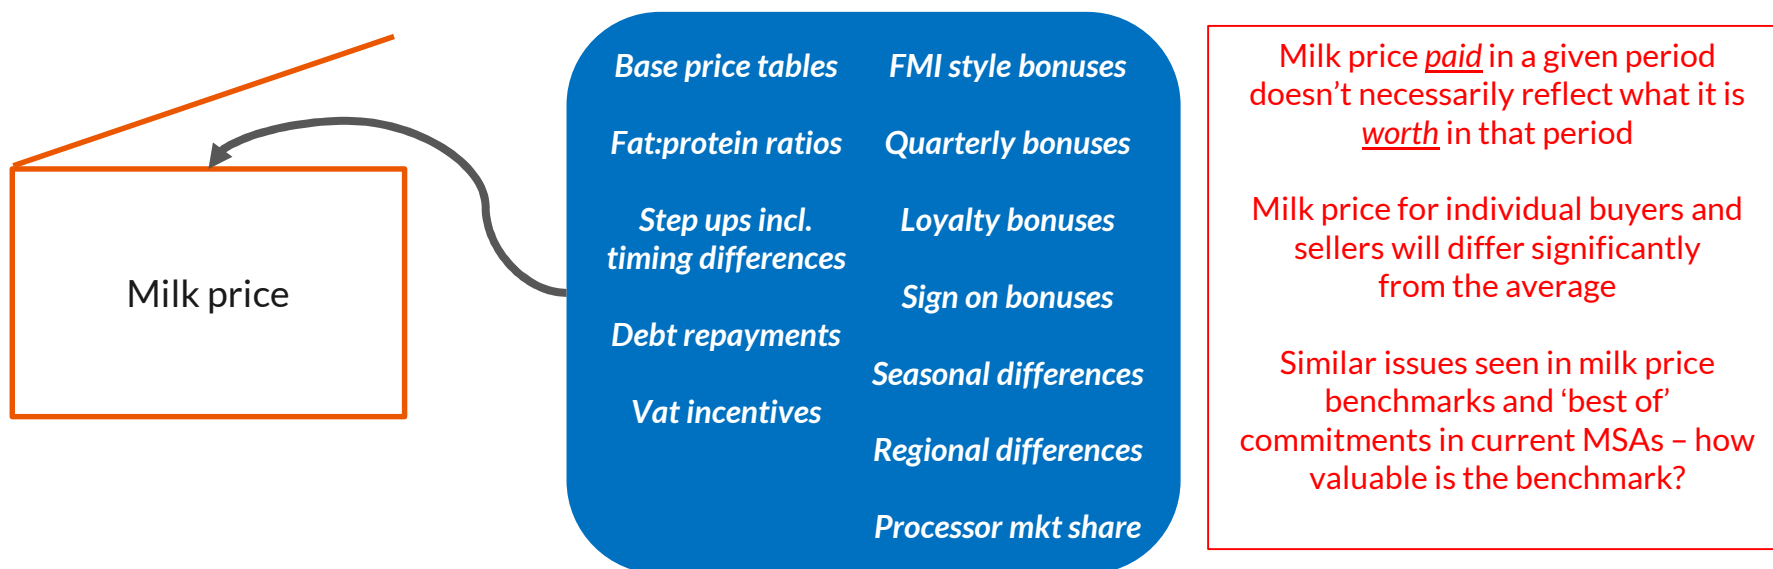 Milk price
Base price tables
Fat:protein ratios
Step ups incl.
timing differences
Debt repayments
Vat incentives
FMI style bonuses
Quarterly bonuses
Loyalty bonuses
Sign on bonuses
Seasonal differences
Regional differences
Processor mkt share
Milk price paid in a given period
doesn’t necessarily reflect what it is
worth in that period
Milk price for individual buyers and
sellers will differ significantly
from the average
Similar issues seen in milk price
benchmarks and ‘best of’
commitments in current MSAs – how
valuable is the benchmark?